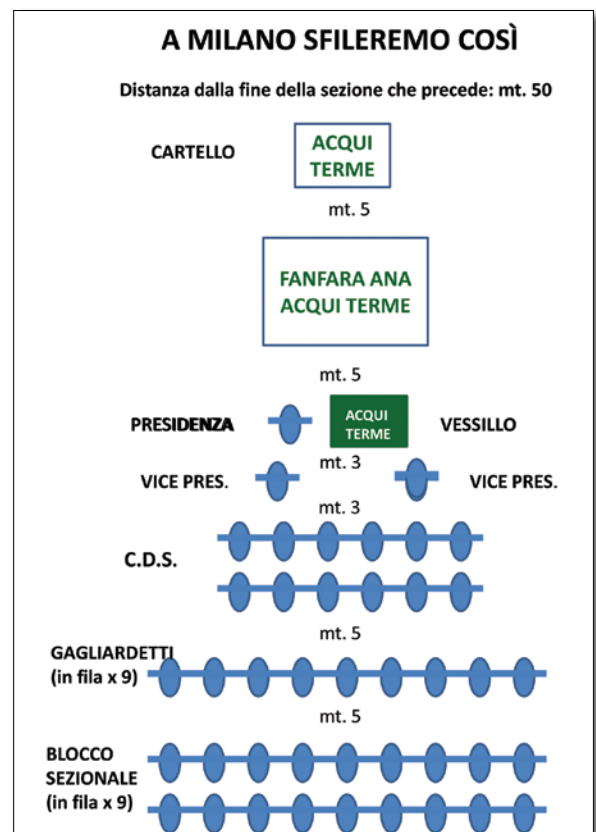 A MILANO SFILEREMO COSÌ
Distanza dalla fine della sezione che precede: mt. 50
CARTELLO
ACQUI
TERME
mt. 5
FANFARA ANA
ACQUI TERME
mt. 5
PRESIDENZA
ACQUI
TERME
VESSILLO
mt. 3
VICE PRES.
VICE PRES.
mt. 3
C.D.S.
mt. 5
GAGLIARDETTI
(in fila x 9)
mt. 5
BLOCCO
SEZIONALE
(in fila x 9)